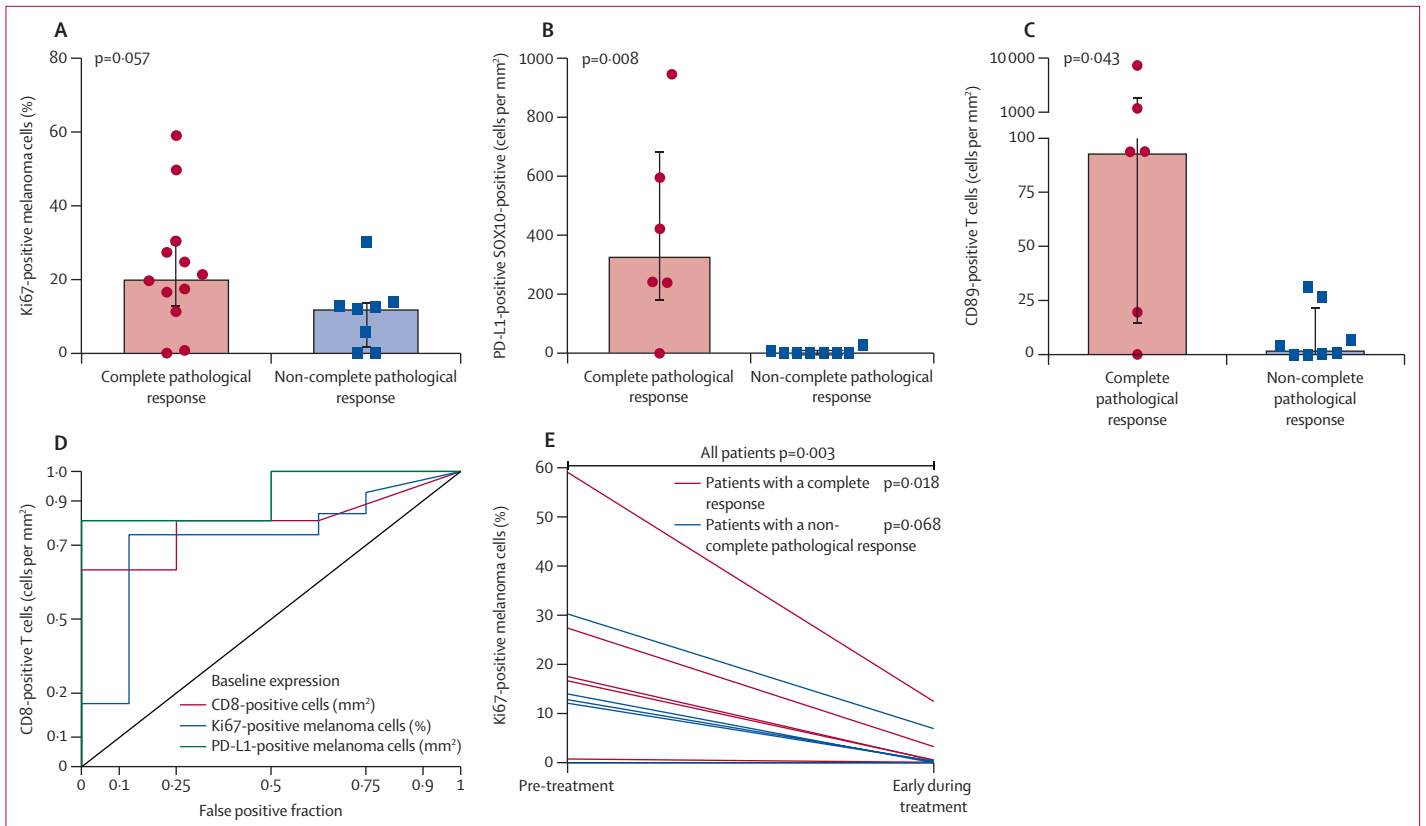 A
p=0·057
Ki67-positive melanoma cells (%)
80
60
40
20
0
Complete pathological
response
Non-complete pathological
response
B
p=0·008
PD-L1-positive SOX10-positive (cells per mm²)
1000
800
600
400
200
0
Complete pathological
response
Non-complete pathological
response
C
p=0·043
CD89-positive T cells (cells per mm²)
10 000
1000
100
75
50
25
0
Complete
pathological
response
Non-complete
pathological
response
D
CD8-positive T cells (cells per mm²)
1·0
0·9
0·7
0·5
0·2
0·1
0
Baseline expression
CD8-positive cells (mm²)
Ki67-positive melanoma cells (%)
PD-L1-positive melanoma cells (mm²)
0
0·1
0·25
0·5
0·75
0·9
1
False positive fraction
E
All patients p=0·003
Ki67-positive melanoma cells (%)
60
50
40
30
20
10
0
Patients with a complete
response
p=0·018
Patients with a non-
complete pathological response
p=0·068
Pre-treatment
Early during
treatment